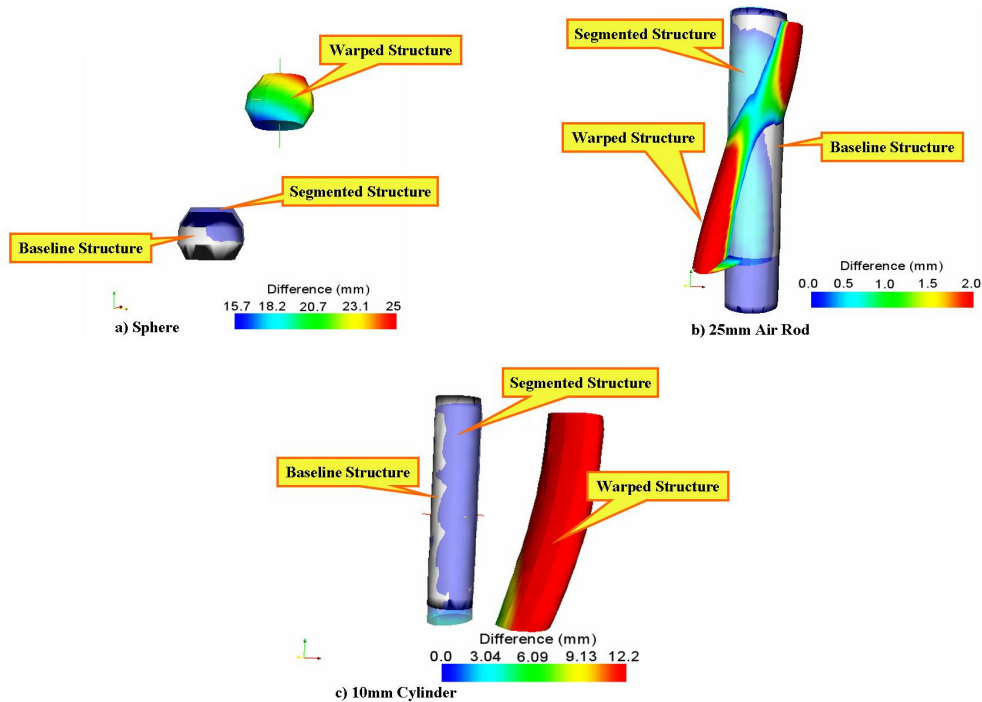 Warped Structure
Segmented Structure
Baseline Structure
Difference (mm)
15.7 18.2 20.7 23.1 25
a) Sphere
Segmented Structure
Warped Structure
Baseline Structure
Difference (mm)
0.0 0.5 1.0 1.5 2.0
b) 25mm Air Rod
Segmented Structure
Baseline Structure
Warped Structure
Difference (mm)
0.0 3.04 6.09 9.13 12.2
c) 10mm Cylinder